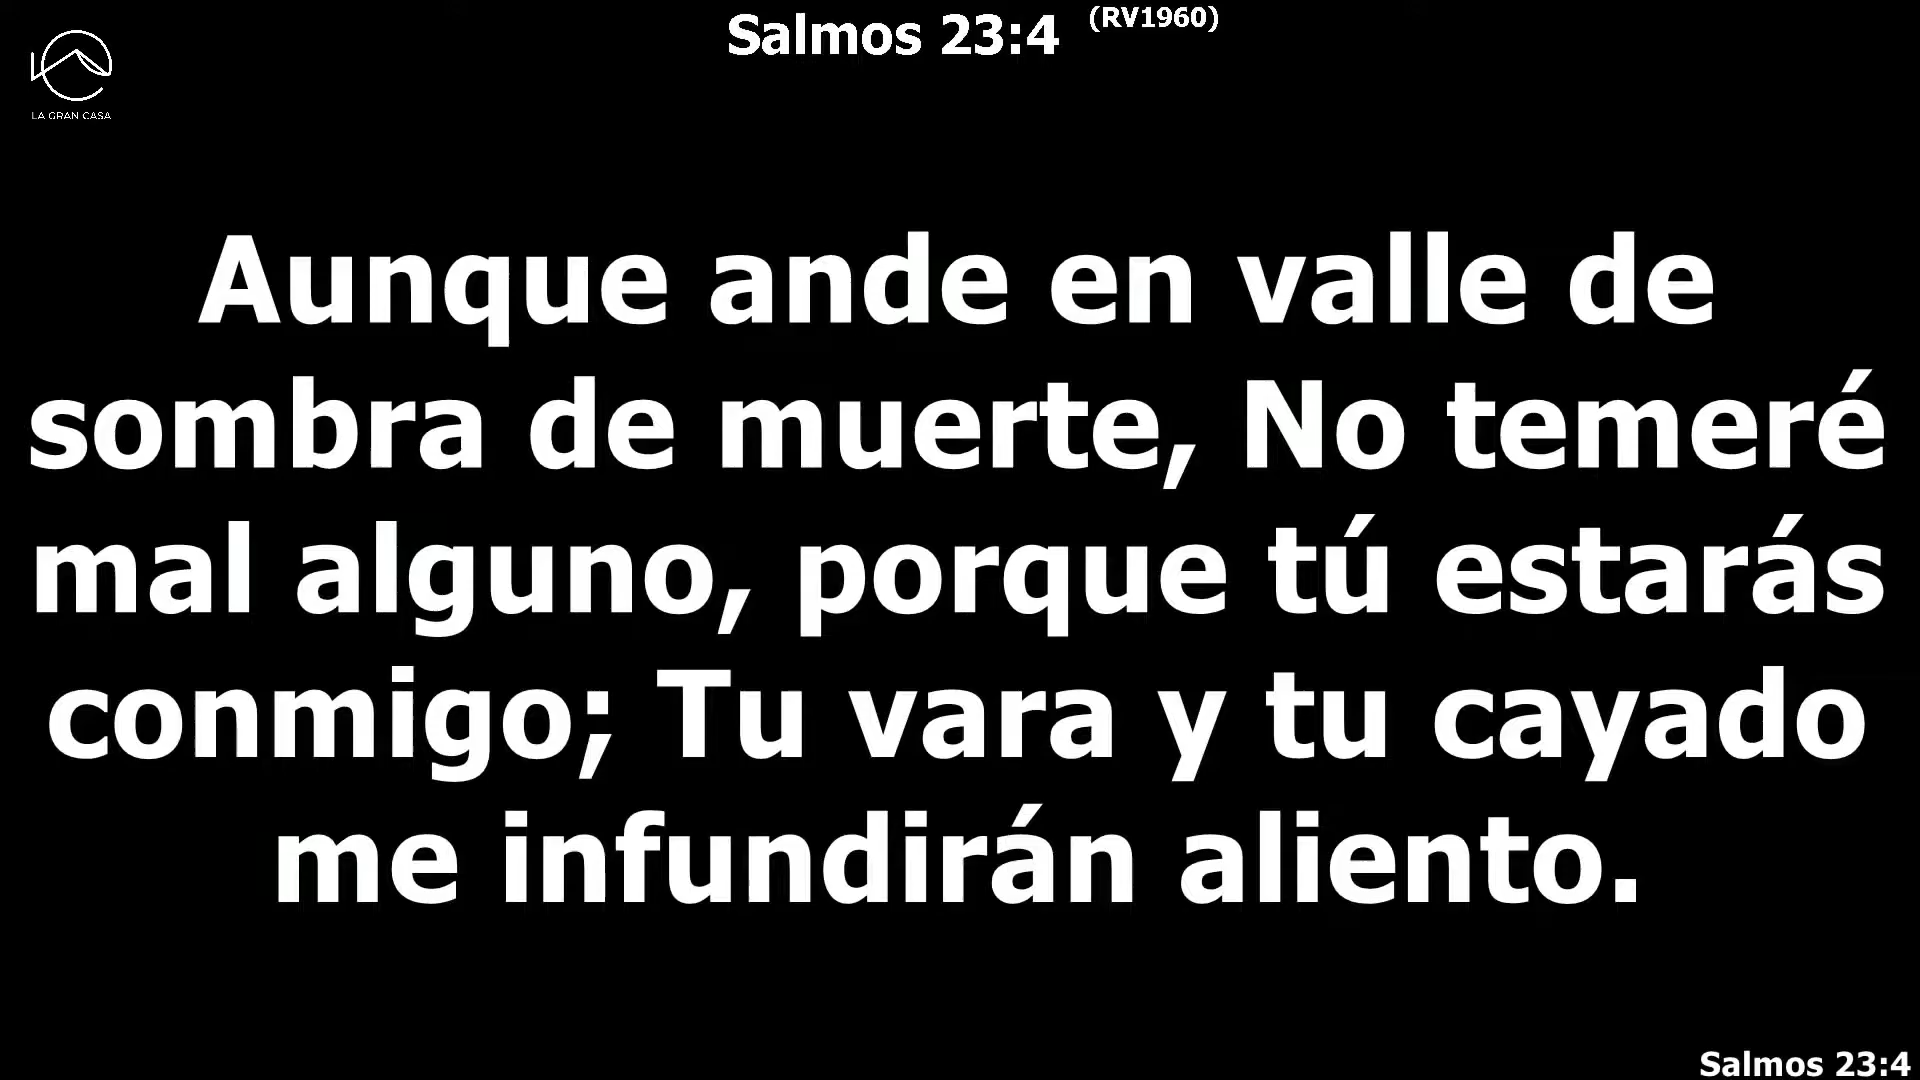 Salmos 23:4 (RV1960)
LA GRAN CASA
Aunque ande en valle de
sombra de muerte, No temeré
mal alguno, porque tú estarás
conmigo; Tu vara y tu cayado
me infundirán aliento.
Salmos 23:4